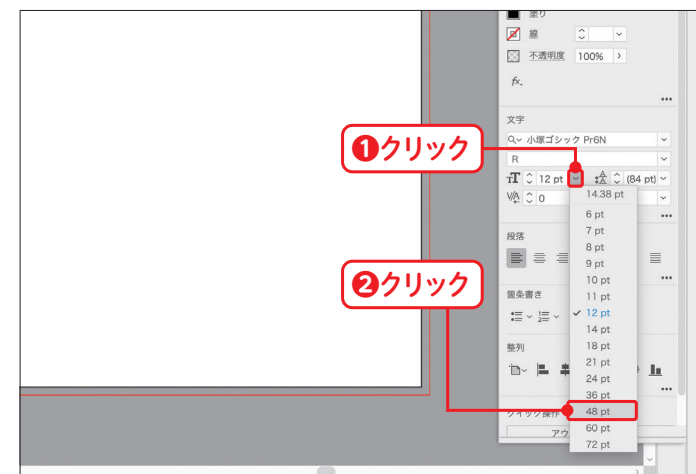 塗り
線
不透明度 100%
fx.
文字
小塚ゴシック Pr6N
R
12 pt (84 pt)
0
14.38 pt
6 pt
7 pt
8 pt
9 pt
10 pt
11 pt
12 pt
14 pt
18 pt
21 pt
24 pt
36 pt
48 pt
60 pt
72 pt
段落
箇条書き
整列
クイック操作
アウ
❶クリック
❷クリック